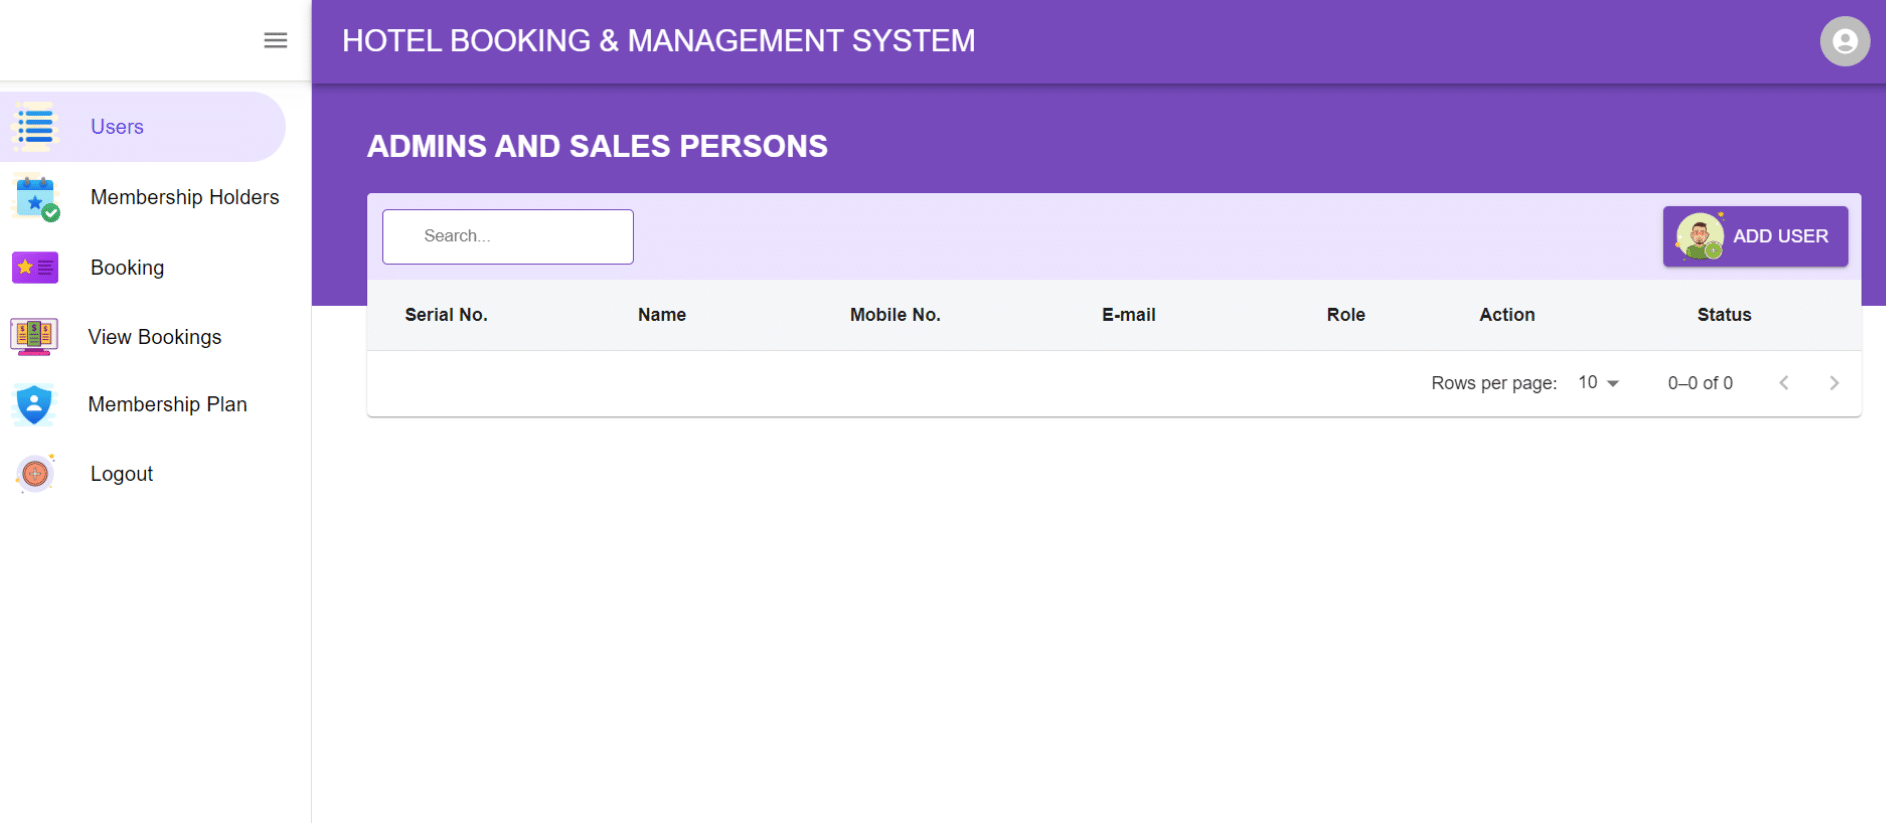 HOTEL BOOKING & MANAGEMENT SYSTEM
Users
Membership Holders
Booking
View Bookings
Membership Plan
Logout
ADMINS AND SALES PERSONS
Search...
ADD USER
Serial No. Name Mobile No. E-mail Role Action Status
Rows per page: 10 0–0 of 0